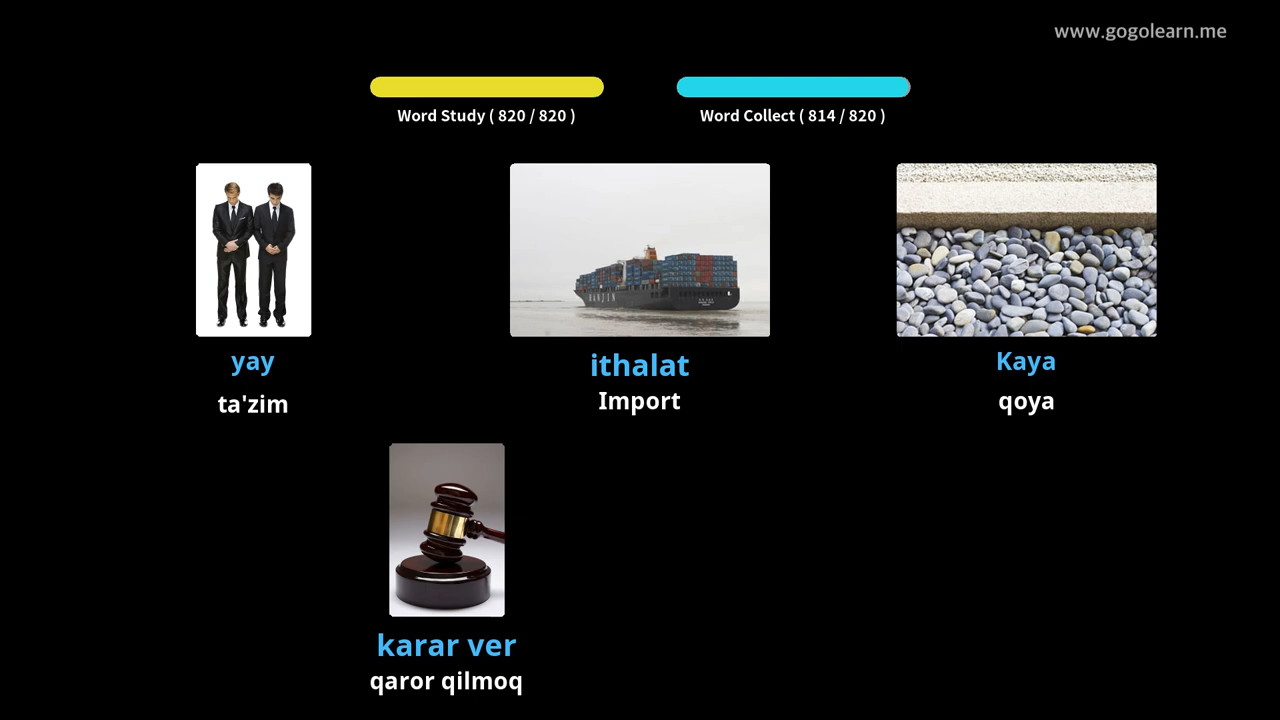 www.gogolearn.me
Word Study ( 820 / 820 )
Word Collect ( 814 / 820 )
yay
ta'zim
HANJIN
ithalat
Import
Kaya
qoya
karar ver
qaror qilmoq